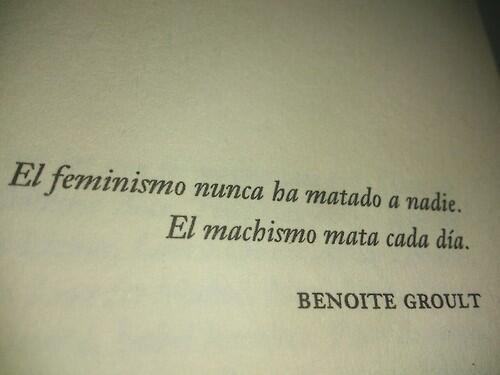 El feminismo nunca ha matado a nadie.
El machismo mata cada día.
BENOITE GROULT